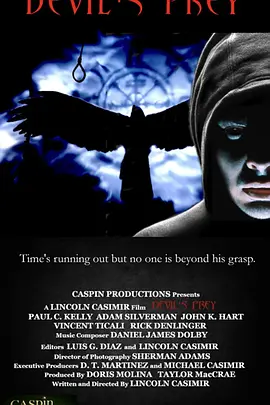 DEVIL'S PREY
Time's running out but no one is beyond his grasp.
CASPIN PRODUCTIONS Presents
A LINCOLN CASIMIR Film DEVIL'S PREY
PAUL C. KELLY ADAM SILVERMAN JOHN K. HART
VINCENT TICALI RICK DENLINGER
Music Composer DANIEL JAMES DOLBY
Editors LUIS G. DIAZ and LINCOLN CASIMIR
Director of Photography SHERMAN ADAMS
Executive Producers D. T. MARTINEZ and MICHAEL CASIMIR
Produced By DORIS MOLINA TAYLOR MacCRAE
Written and Directed By LINCOLN CASIMIR
CASPIN